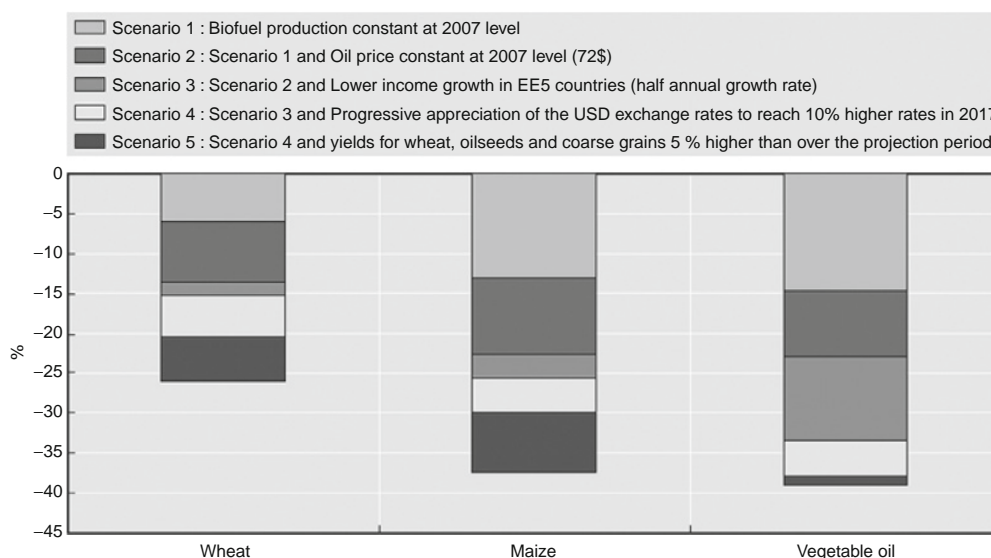 Scenario 1 : Biofuel production constant at 2007 level
Scenario 2 : Scenario 1 and Oil price constant at 2007 level (72$)
Scenario 3 : Scenario 2 and Lower income growth in EE5 countries (half annual growth rate)
Scenario 4 : Scenario 3 and Progressive appreciation of the USD exchange rates to reach 10% higher rates in 2017
Scenario 5 : Scenario 4 and yields for wheat, oilseeds and coarse grains 5 % higher than over the projection period
0
–5
–10
–15
–20
–25
–30
–35
–40
–45
%
Wheat Maize Vegetable oil